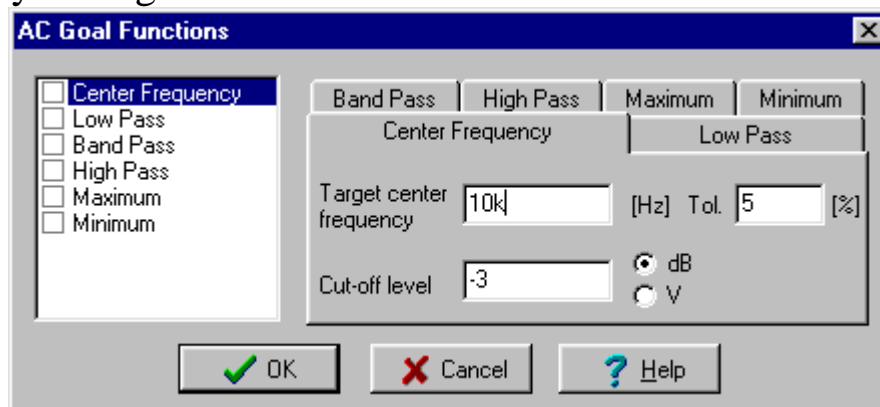 AC Goal Functions
Center Frequency
Low Pass
Band Pass
High Pass
Maximum
Minimum
Band Pass High Pass Maximum Minimum
Center Frequency Low Pass
Target center frequency 10k [Hz] Tol. 5 [%]
Cut-off level -3 dB
V
OK Cancel Help